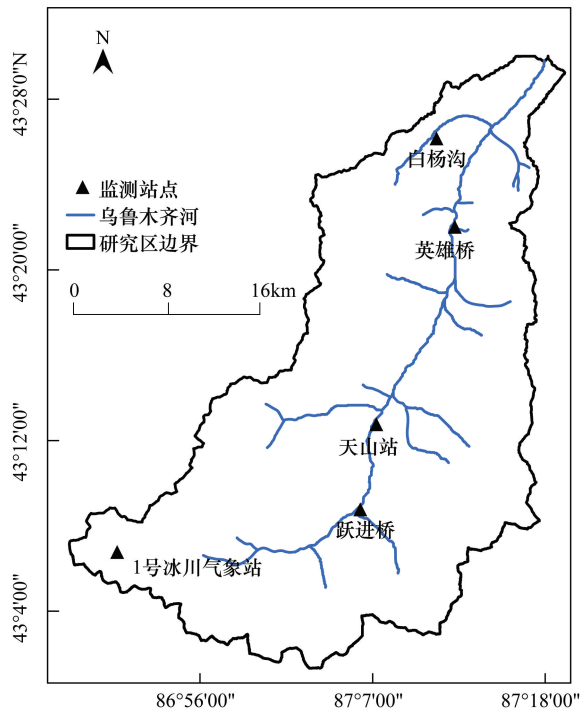 N
43°28'0"N
白杨沟
监测站点
乌鲁木齐河
研究区边界
英雄桥
43°20'00"
0 8 16km
43°12'00"
天山站
跃进桥
1号冰川气象站
43°4'00"
86°56'00" 87°7'00" 87°18'00"